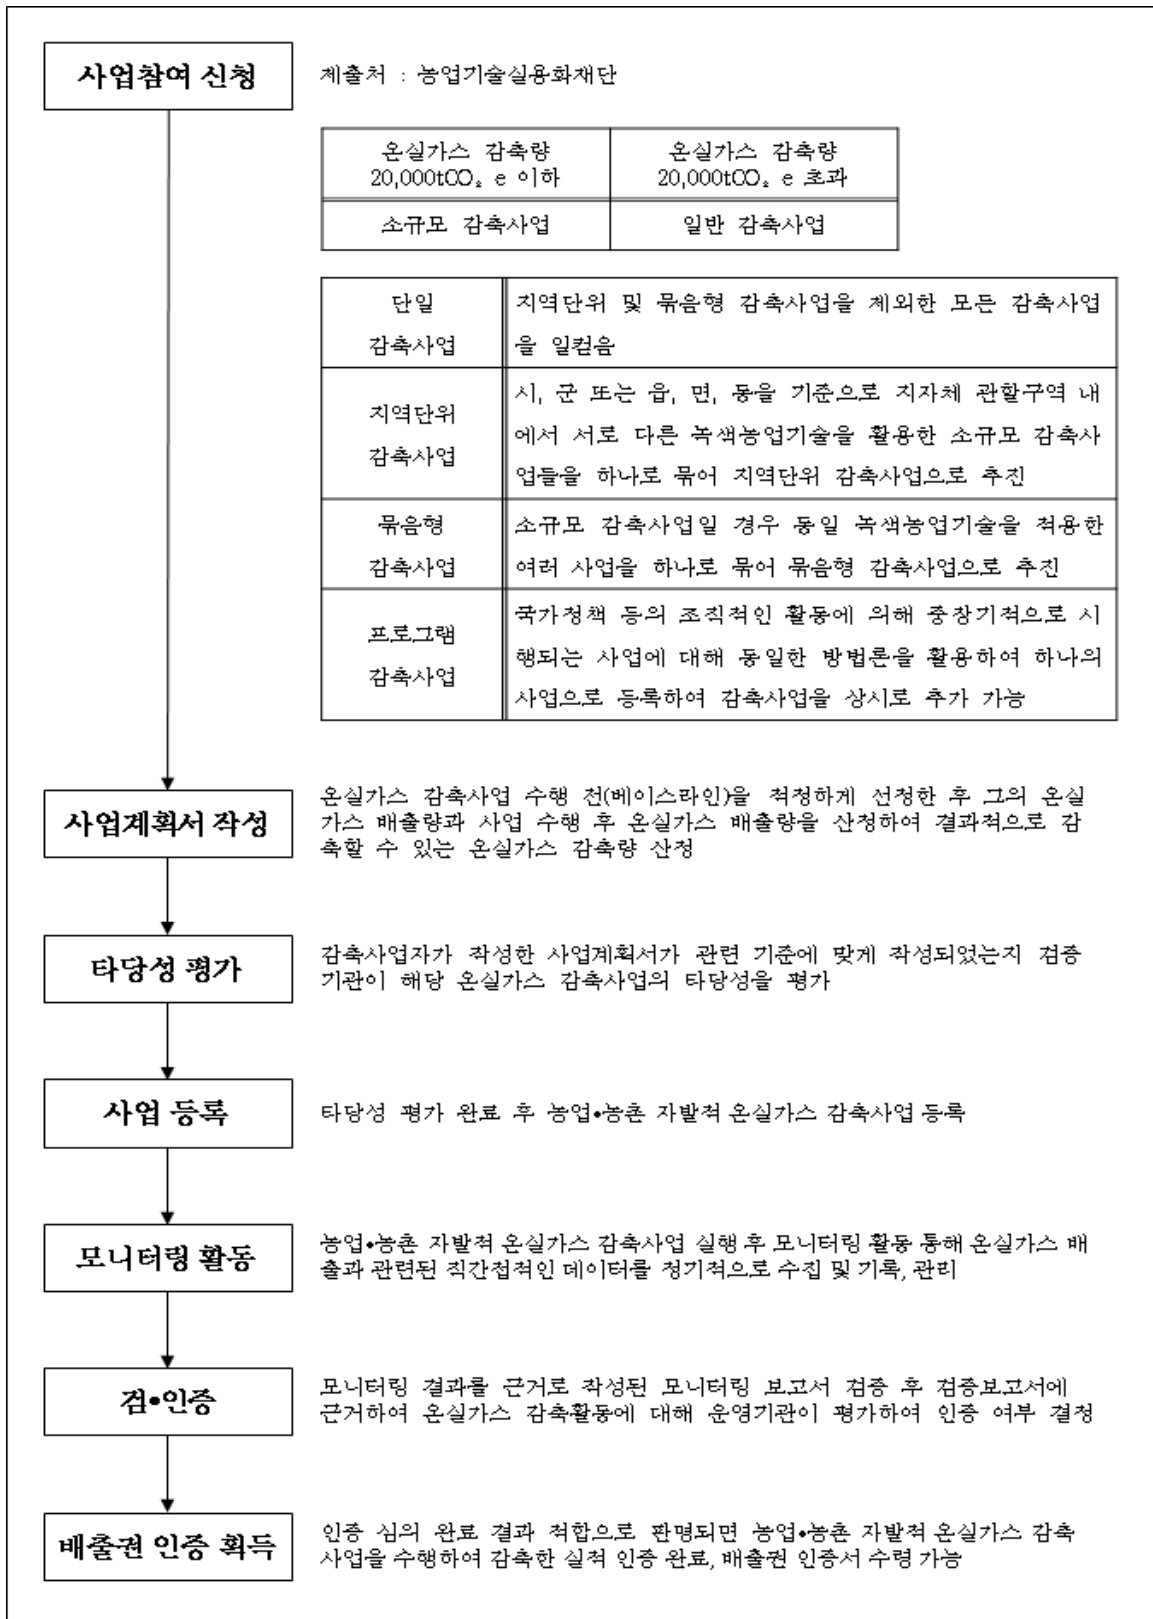 사업참여 신청
제출처 : 농업기술실용화재단
온실가스 감축량
20,000tCO₂ e 이하
온실가스 감축량
20,000tCO₂ e 초과
소규모 감축사업
일반 감축사업
단일
감축사업
지역단위 및 묶음형 감축사업을 제외한 모든 감축사업
을 일컬음
지역단위
감축사업
시, 군 또는 읍, 면, 동을 기준으로 지자체 관할구역 내
에서 서로 다른 녹색농업기술을 활용한 소규모 감축사
업들을 하나로 묶어 지역단위 감축사업으로 추진
묶음형
감축사업
소규모 감축사업일 경우 동일 녹색농업기술을 적용한
여러 사업을 하나로 묶어 묶음형 감축사업으로 추진
프로그램
감축사업
국가정책 등의 조직적인 활동에 의해 중장기적으로 시
행되는 사업에 대해 동일한 방법론을 활용하여 하나의
사업으로 등록하여 감축사업을 상시로 추가 가능
사업계획서 작성
온실가스 감축사업 수행 전(베이스라인)을 적정하게 선정한 후 그의 온실
가스 배출량과 사업 수행 후 온실가스 배출량을 산정하여 결과적으로 감
축할 수 있는 온실가스 감축량 산정
타당성 평가
감축사업자가 작성한 사업계획서가 관련 기준에 맞게 작성되었는지 검증
기관이 해당 온실가스 감축사업의 타당성을 평가
사업 등록
타당성 평가 완료 후 농업•농촌 자발적 온실가스 감축사업 등록
모니터링 활동
농업•농촌 자발적 온실가스 감축사업 실행 후 모니터링 활동 통해 온실가스 배
출과 관련된 직간접적인 데이터를 정기적으로 수집 및 기록, 관리
검•인증
모니터링 결과를 근거로 작성된 모니터링 보고서 검증 후 검증보고서에
근거하여 온실가스 감축활동에 대해 운영기관이 평가하여 인증 여부 결정
배출권 인증 획득
인증 심의 완료 결과 적합으로 판명되면 농업•농촌 자발적 온실가스 감축
사업을 수행하여 감축한 실적 인증 완료, 배출권 인증서 수령 가능